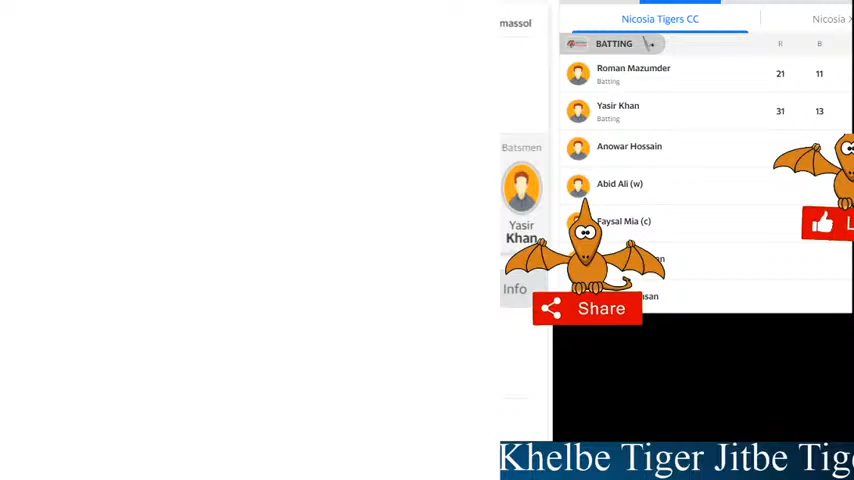 massol
Nicosia Tigers CC
Nicosia
BATTING R B
Roman Mazumder
Batting
21 11
Yasir Khan
Batting
31 13
Anowar Hossain
Abid Ali (w)
Faysal Mia (c)
Batsmen
Yasir
Khan
Info
Share
Khelbe Tiger Jitbe Tige